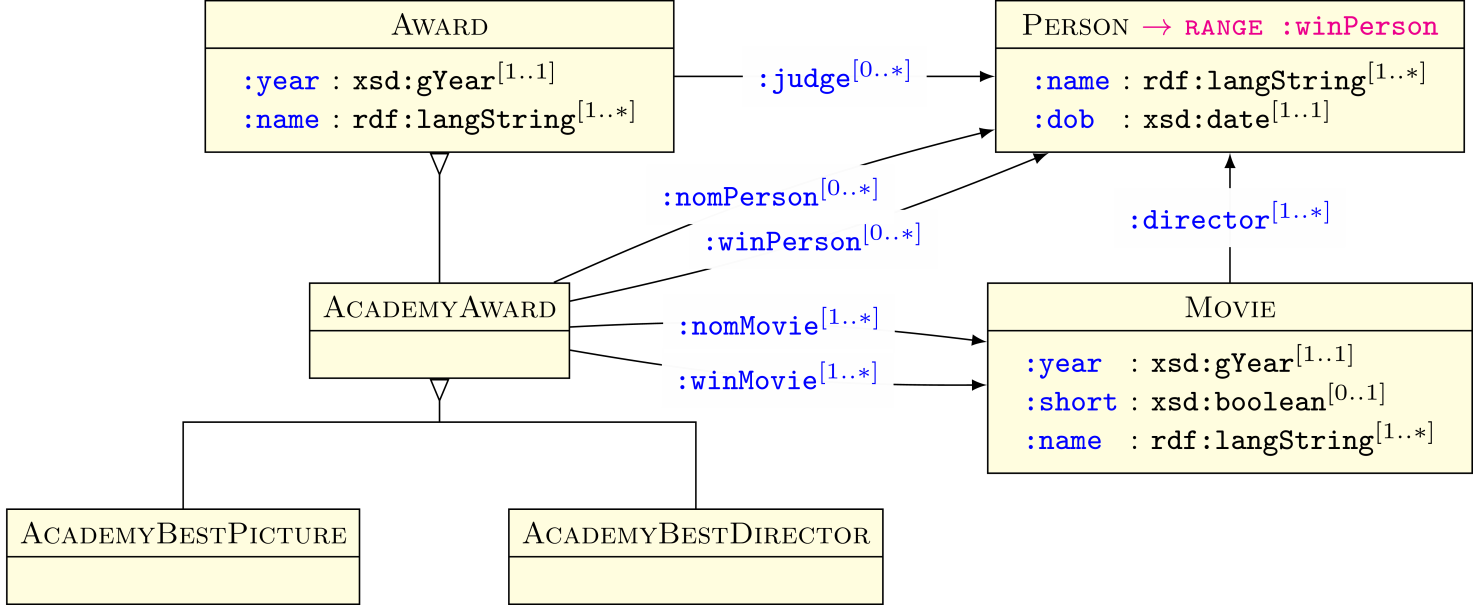 AWARD
:year : xsd:gYear[1..1]
:name : rdf:langString[1..*]
PERSON → RANGE :winPerson
:name : rdf:langString[1..*]
:dob : xsd:date[1..1]
:judge[0..*]
:nomPerson[0..*]
:winPerson[0..*]
:director[1..*]
ACADEMYAWARD
:nomMovie[1..*]
:winMovie[1..*]
MOVIE
:year : xsd:gYear[1..1]
:short : xsd:boolean[0..1]
:name : rdf:langString[1..*]
ACADEMYBESTPICTURE
ACADEMYBESTDIRECTOR